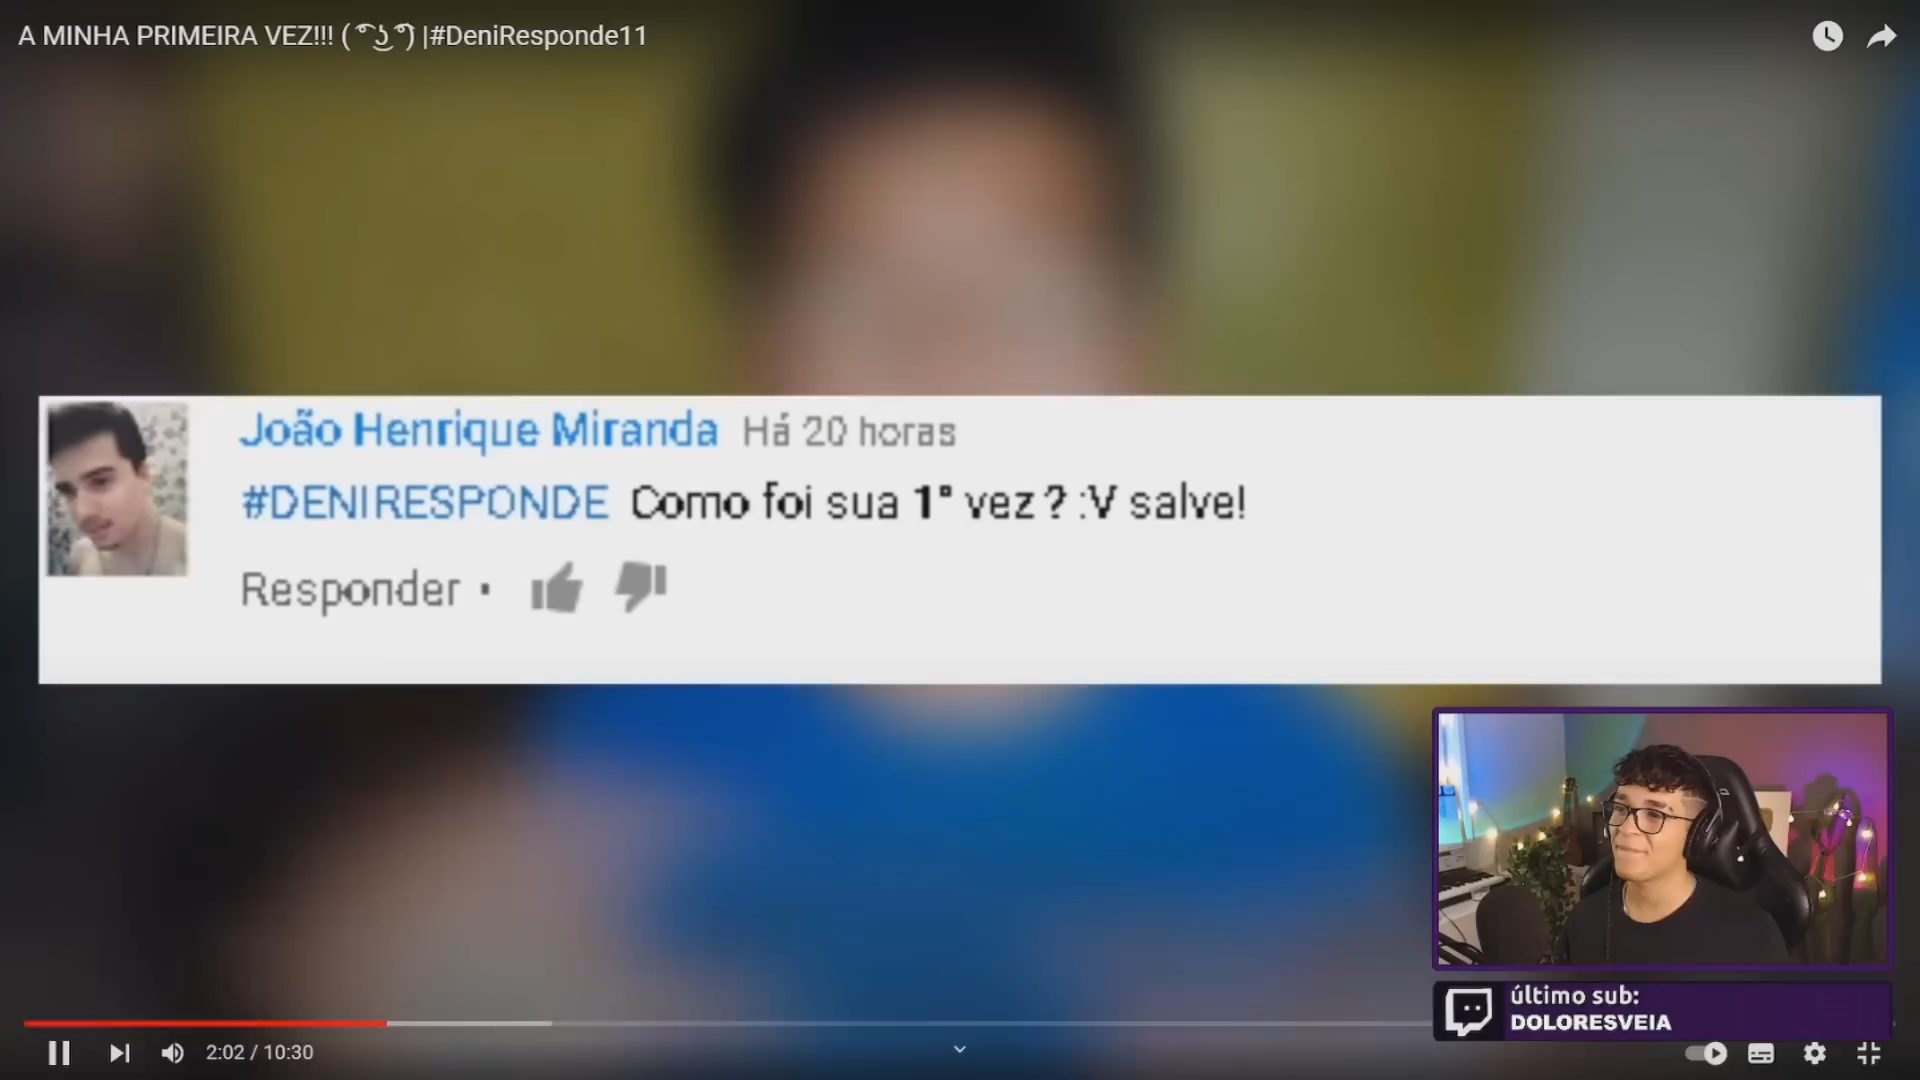 A MINHA PRIMEIRA VEZ!!! ( ͡° ͜ʖ ͡°) |#DeniResponde11
João Henrique Miranda Há 20 horas
#DENIRESPONDE Como foi sua 1° vez ? :V salve!
Responder •
último sub:
DOLORESVEIA
2:02 / 10:30